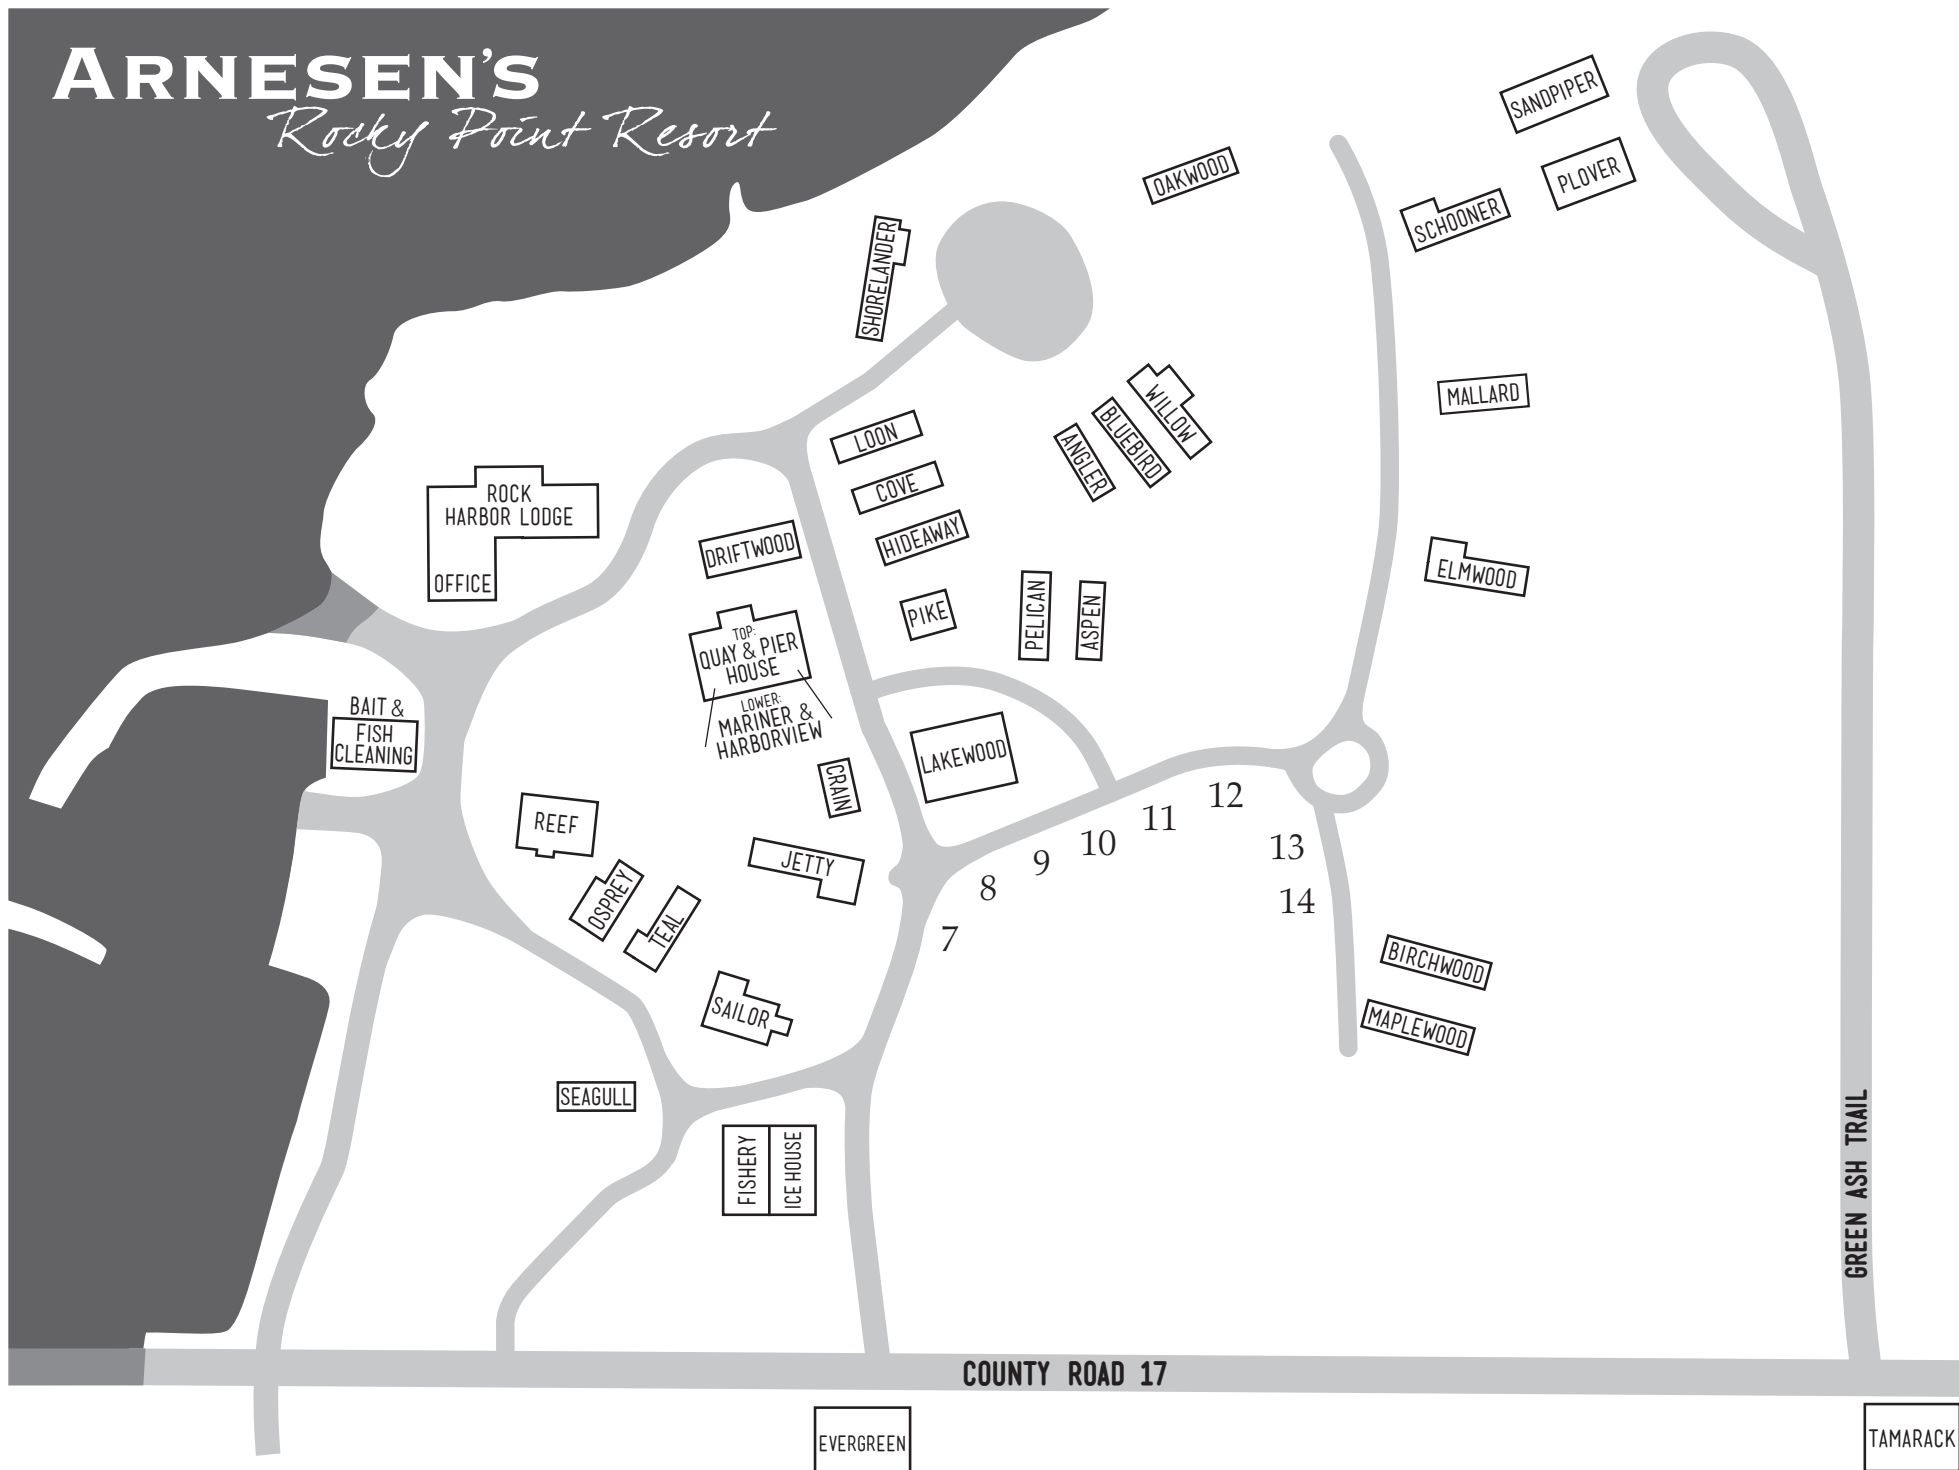 ARNESEN'S
Rocky Point Resort
SANDPIPER
PLOVER
OAKWOOD
SCHOONER
SHORELANDER
MALLARD
WILLOW
BLUEBIRD
ANGLER
LOON
COVE
HIDEAWAY
ROCK
HARBOR LODGE
OFFICE
DRIFTWOOD
ELMWOOD
PIKE
PELICAN
ASPEN
TOP:
QUAY & PIER
HOUSE
LOWER:
MARINER &
HARBORVIEW
BAIT &
FISH
CLEANING
LAKEWOOD
CRAIN
REEF
JETTY
12
11
10
9
8
7
13
14
OSPREY
TEAL
SAILOR
BIRCHWOOD
MAPLEWOOD
SEAGULL
FISHERY
ICE HOUSE
GREEN ASH TRAIL
COUNTY ROAD 17
EVERGREEN
TAMARACK